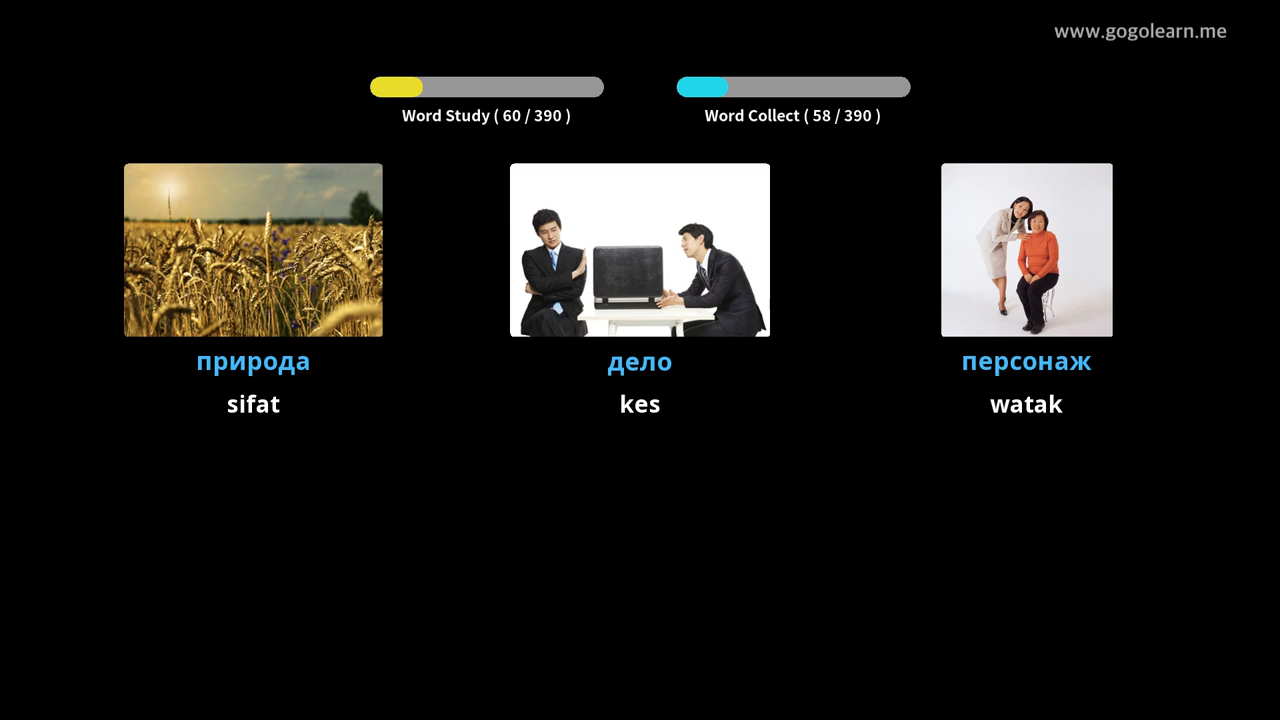 www.gogolearn.me
Word Study ( 60 / 390 )
Word Collect ( 58 / 390 )
природа
дело
персонаж
sifat
kes
watak